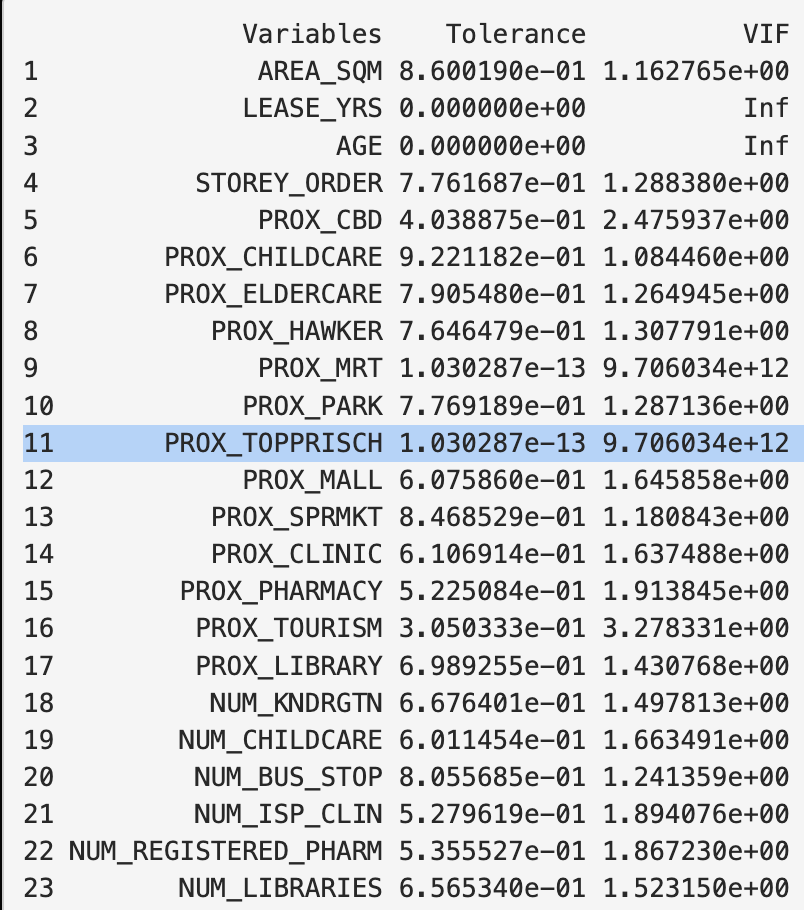 Variables Tolerance VIF
1 AREA_SQM 8.600190e-01 1.162765e+00
2 LEASE_YRS 0.000000e+00 Inf
3 AGE 0.000000e+00 Inf
4 STOREY_ORDER 7.761687e-01 1.288380e+00
5 PROX_CBD 4.038875e-01 2.475937e+00
6 PROX_CHILDCARE 9.221182e-01 1.084460e+00
7 PROX_ELDERCARE 7.905480e-01 1.264945e+00
8 PROX_HAWKER 7.646479e-01 1.307791e+00
9 PROX_MRT 1.030287e-13 9.706034e+12
10 PROX_PARK 7.769189e-01 1.287136e+00
11 PROX_TOPPRISCH 1.030287e-13 9.706034e+12
12 PROX_MALL 6.075860e-01 1.645858e+00
13 PROX_SPRMKT 8.468529e-01 1.180843e+00
14 PROX_CLINIC 6.106914e-01 1.637488e+00
15 PROX_PHARMACY 5.225084e-01 1.913845e+00
16 PROX_TOURISM 3.050333e-01 3.278331e+00
17 PROX_LIBRARY 6.989255e-01 1.430768e+00
18 NUM_KNDRGTN 6.676401e-01 1.497813e+00
19 NUM_CHILDCARE 6.011454e-01 1.663491e+00
20 NUM_BUS_STOP 8.055685e-01 1.241359e+00
21 NUM_ISP_CLIN 5.279619e-01 1.894076e+00
22 NUM_REGISTERED_PHARM 5.355527e-01 1.867230e+00
23 NUM_LIBRARIES 6.565340e-01 1.523150e+00